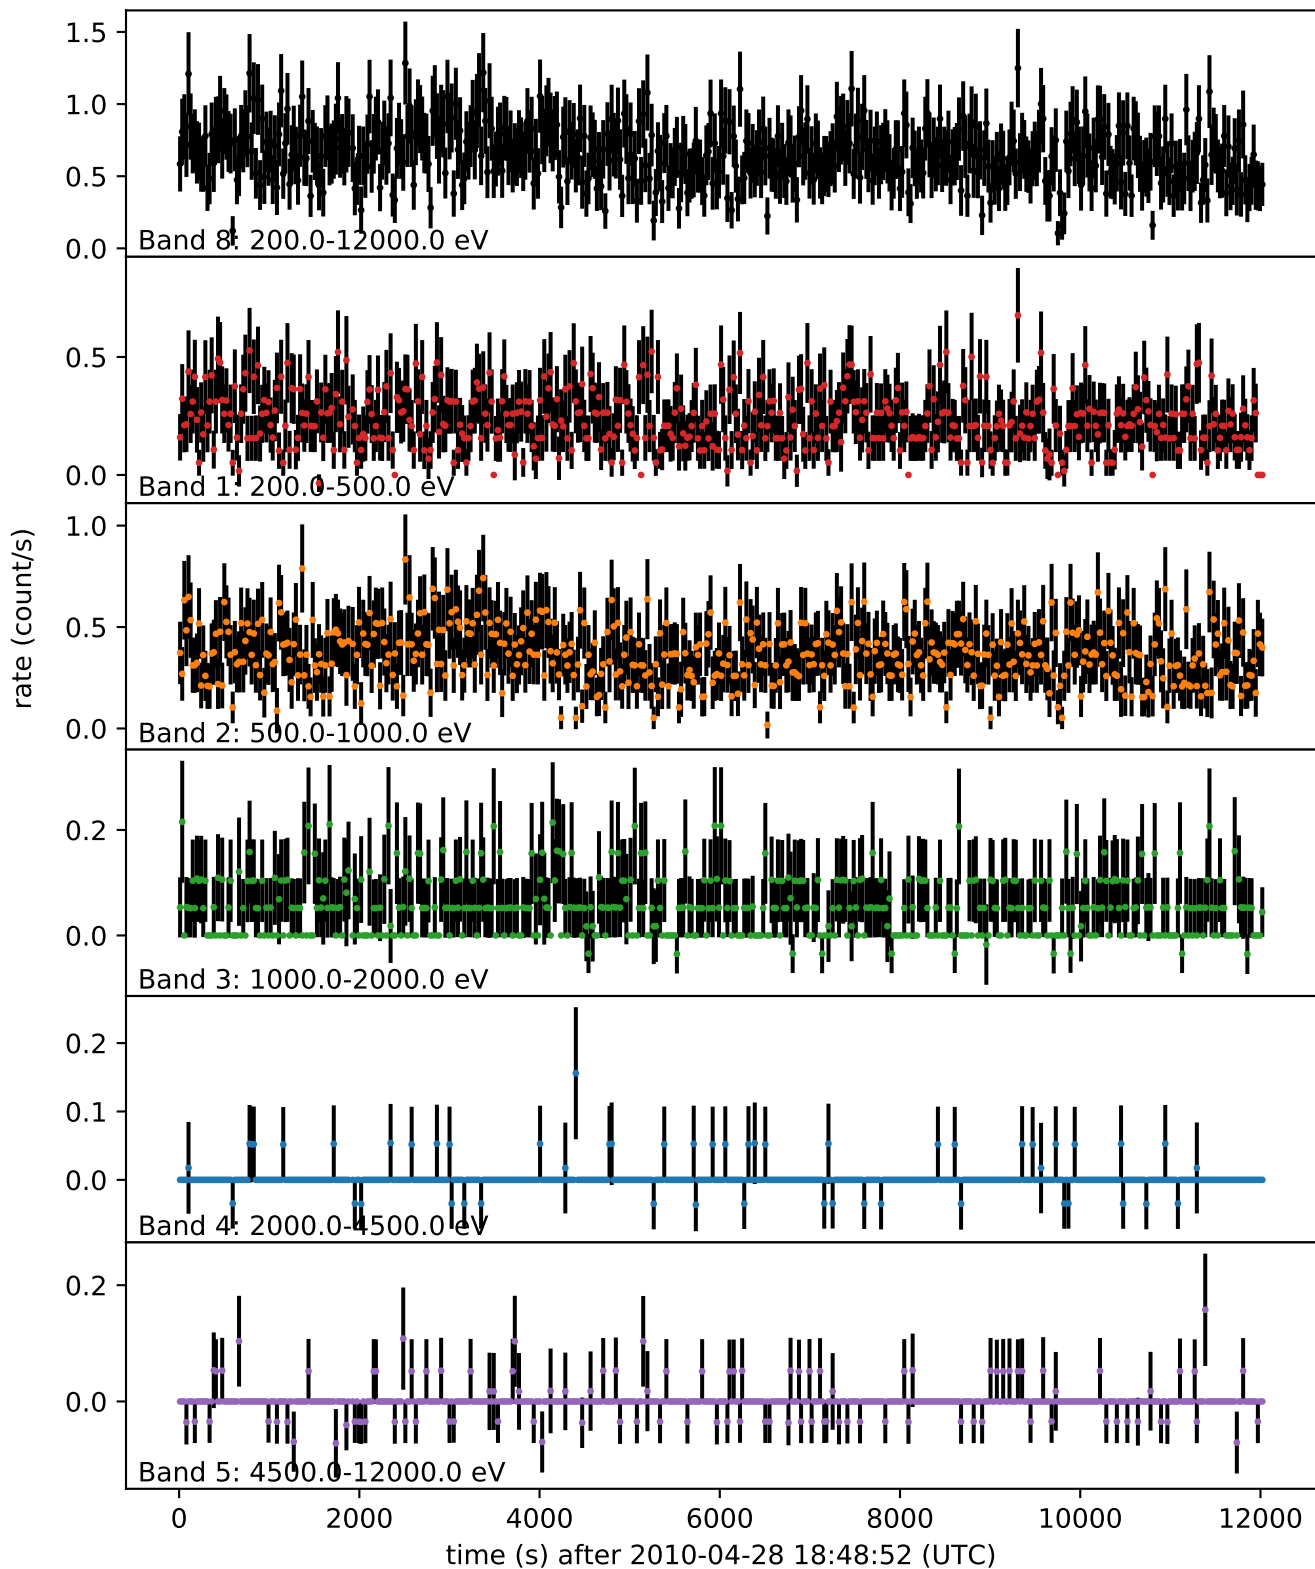 1.5
1.0
0.5
0.0
Band 8: 200.0-12000.0 eV
0.5
0.0
Band 1: 200.0-500.0 eV
1.0
0.5
0.0
Band 2: 500.0-1000.0 eV
rate (count/s)
0.2
0.0
Band 3: 1000.0-2000.0 eV
0.2
0.1
0.0
Band 4: 2000.0-4500.0 eV
0.2
0.0
Band 5: 4500.0-12000.0 eV
0 2000 4000 6000 8000 10000 12000
time (s) after 2010-04-28 18:48:52 (UTC)